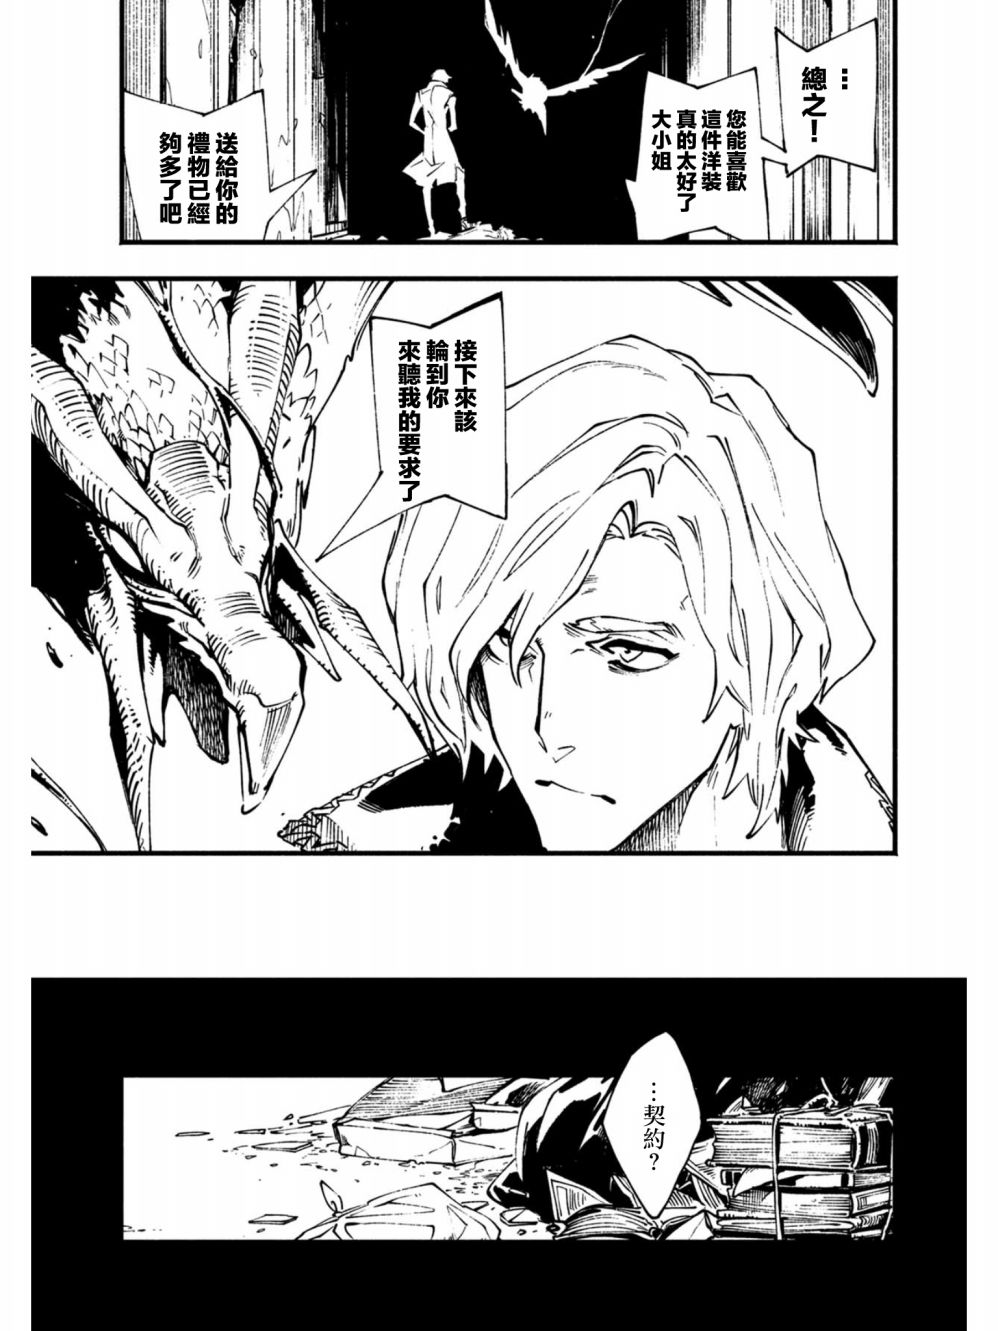 …
總之！
您能喜歡
這件洋裝
真的太好了
大小姐
送給你的
禮物已經
夠多了吧
接下來該
輪到你
來聽我的要求了
…契約？